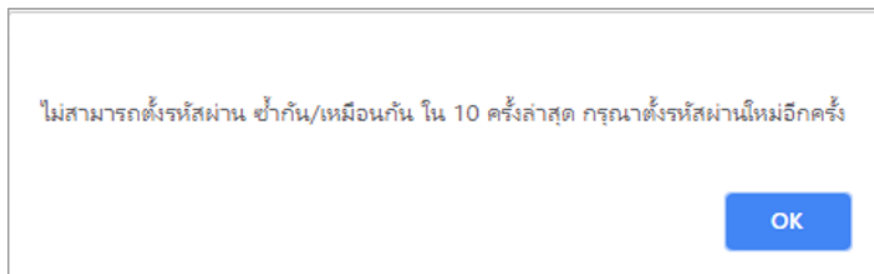 ไม่สามารถตั้งรหัสผ่าน ซ้ำกัน/เหมือนกัน ใน 10 ครั้งล่าสุด กรุณาตั้งรหัสผ่านใหม่อีกครั้ง
OK